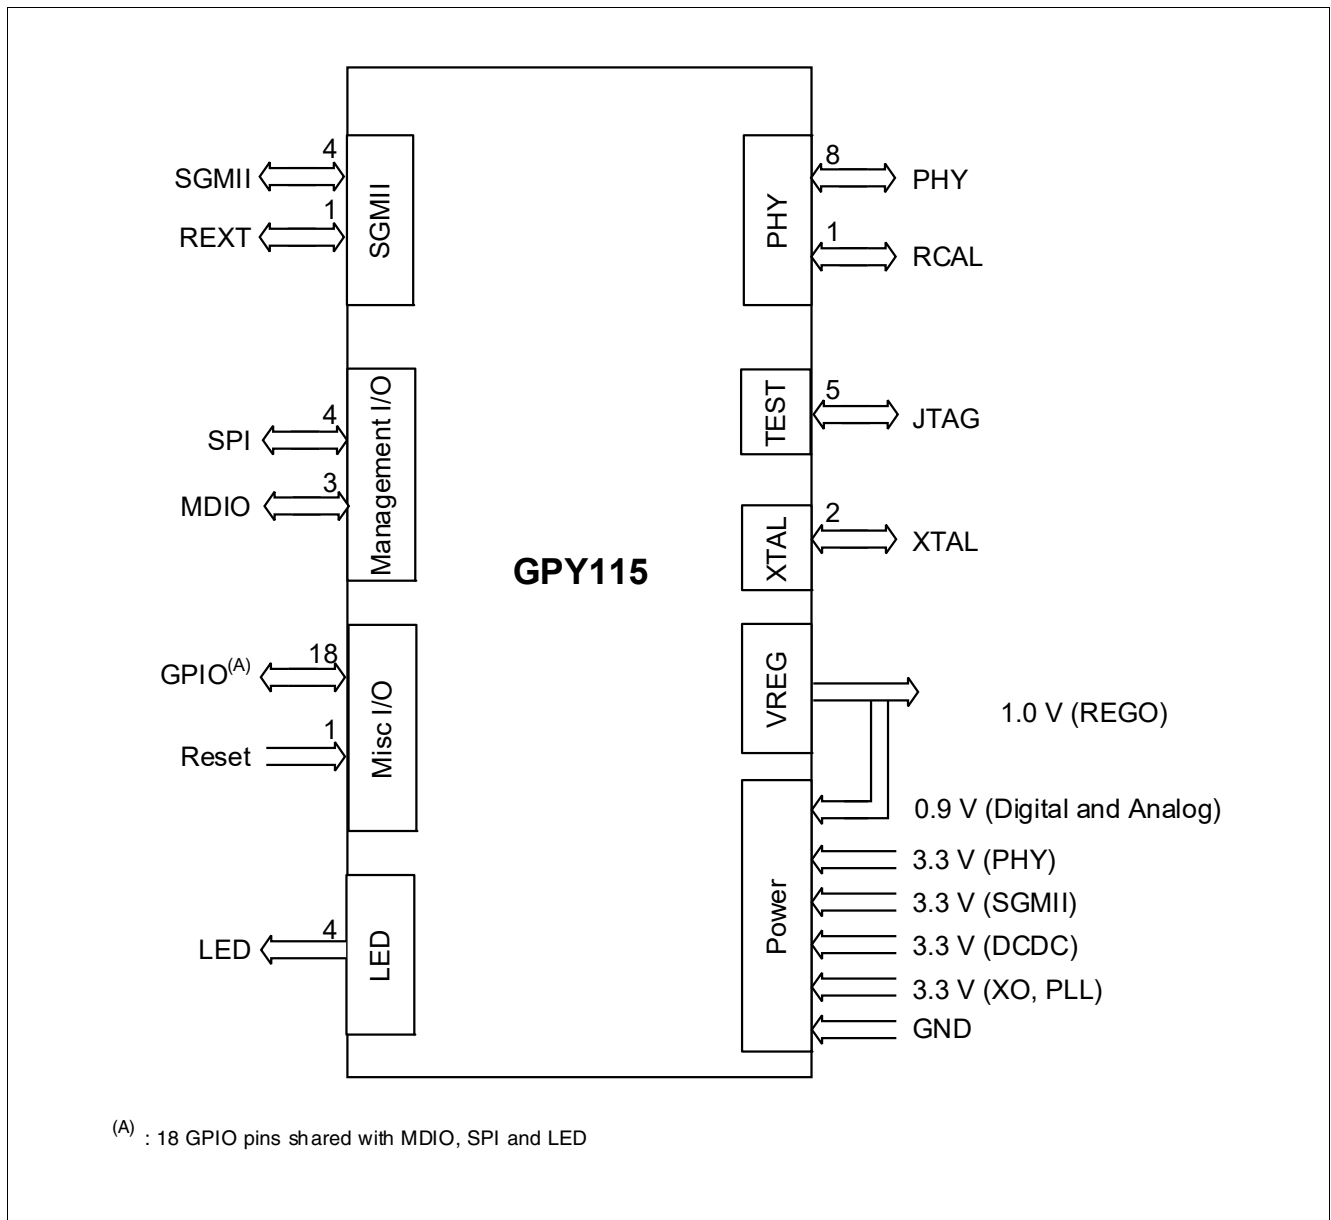 4
SGMII
1
REXT
SGMII
8
PHY
1
RCAL
PHY
4
SPI
3
MDIO
Management I/O
5
JTAG
TEST
2
XTAL
XTAL
GPY115
18
GPIO(A)
1
Reset
Misc I/O
VREG
1.0 V (REGO)
0.9 V (Digital and Analog)
3.3 V (PHY)
3.3 V (SGMII)
3.3 V (DCDC)
3.3 V (XO, PLL)
GND
Power
4
LED
LED
(A) : 18 GPIO pins shared with MDIO, SPI and LED